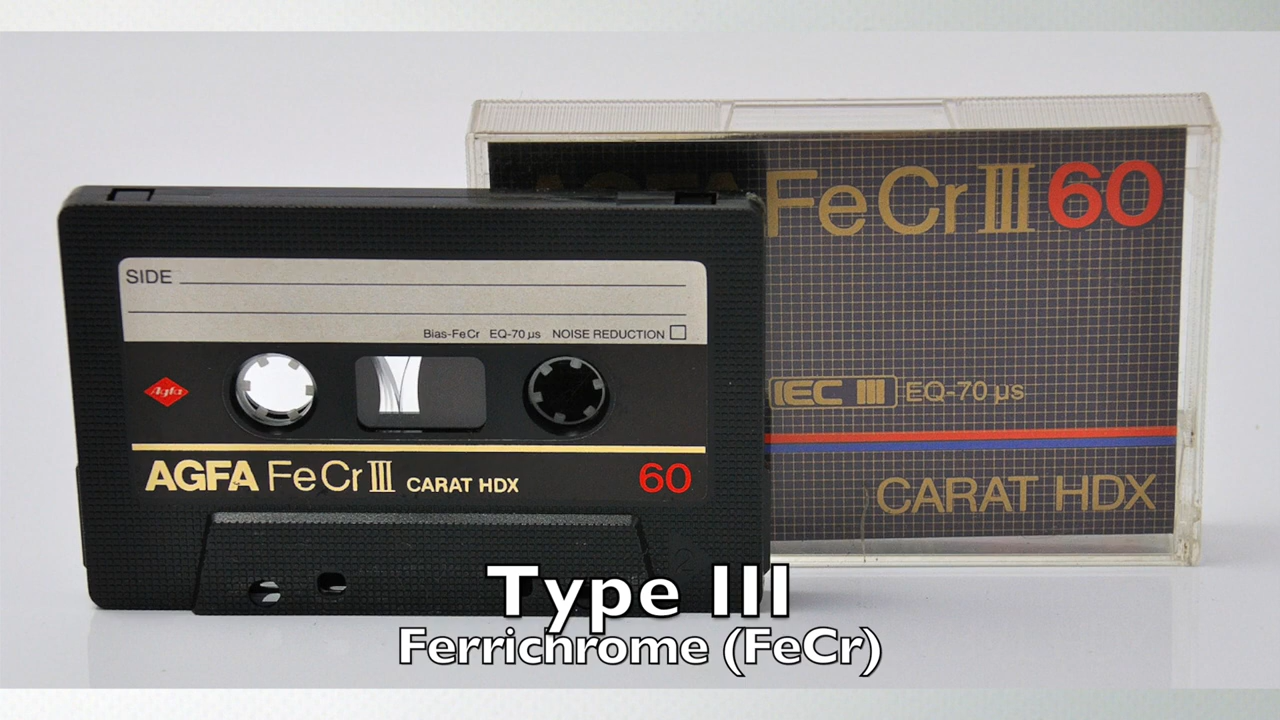 FeCr III 60
SIDE
Bias-FeCr EQ-70 µs NOISE REDUCTION
Agfa
IEC III EQ-70 µs
AGFA FeCr III CARAT HDX 60
CARAT HDX
Type III
Ferrichrome (FeCr)